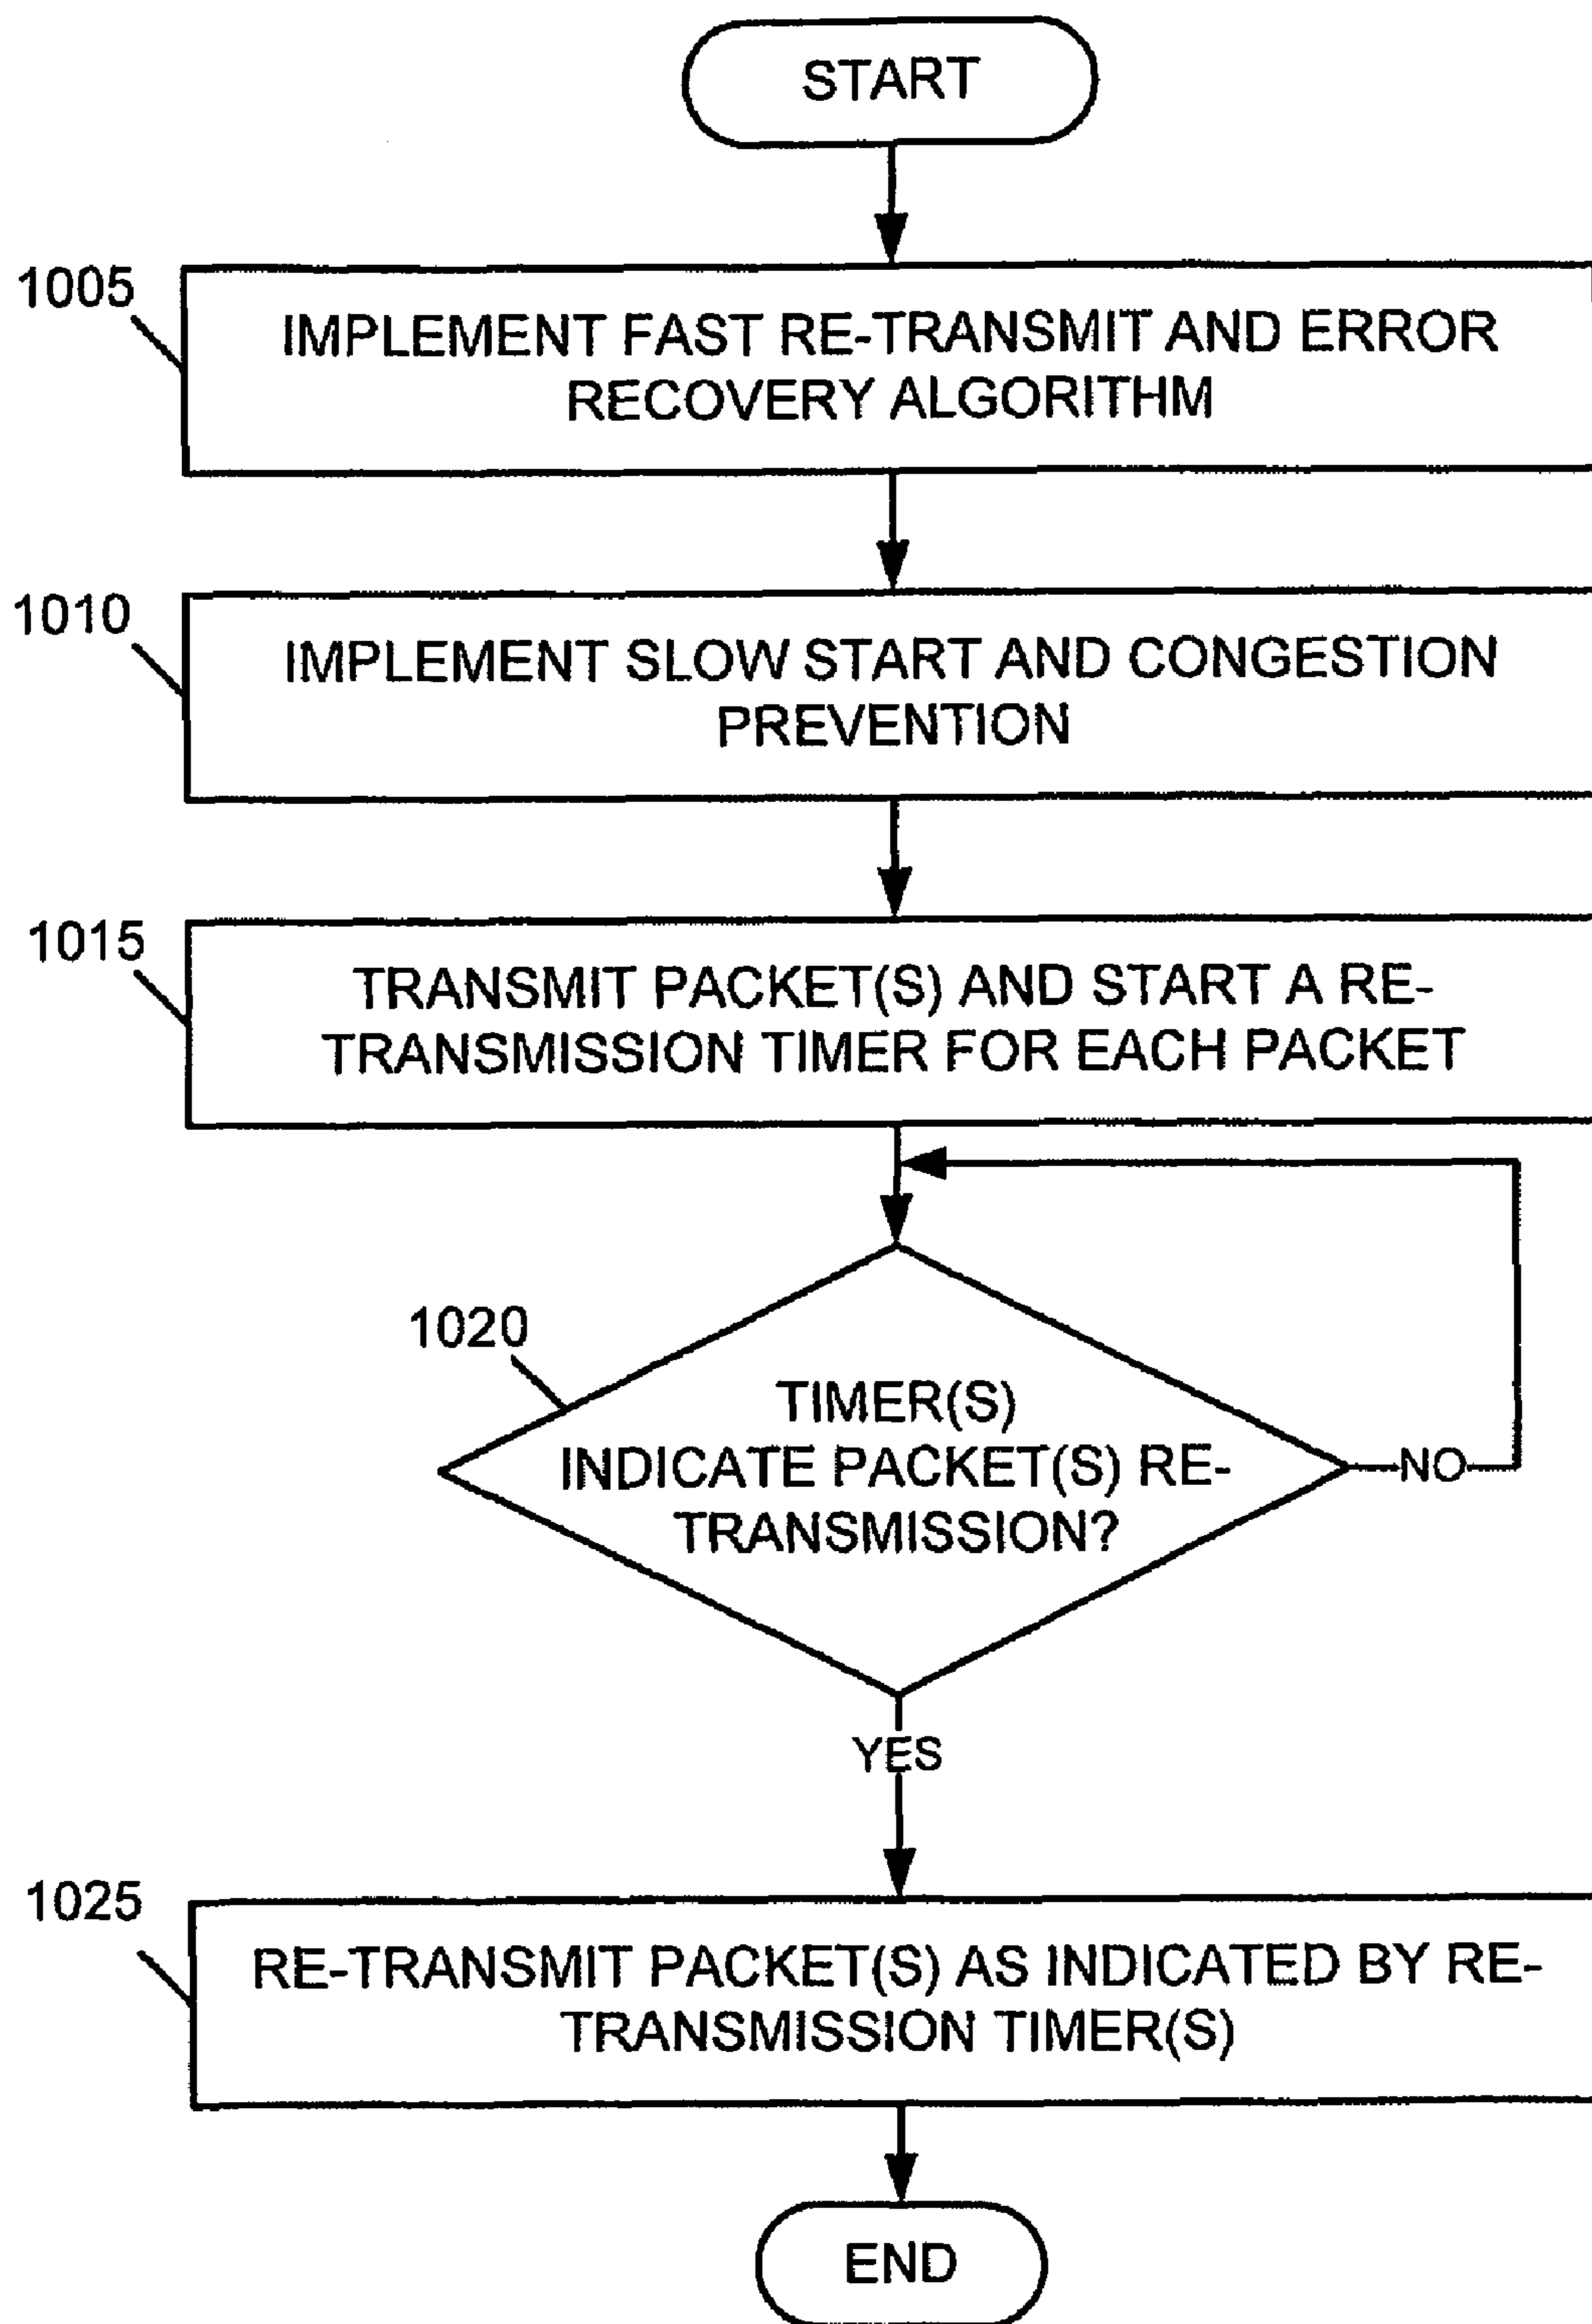 START
1005
IMPLEMENT FAST RE-TRANSMIT AND ERROR
RECOVERY ALGORITHM
1010
IMPLEMENT SLOW START AND CONGESTION
PREVENTION
1015
TRANSMIT PACKET(S) AND START A RE-
TRANSMISSION TIMER FOR EACH PACKET
1020
TIMER(S)
INDICATE PACKET(S) RE-
TRANSMISSION?
NO
YES
1025
RE-TRANSMIT PACKET(S) AS INDICATED BY RE-
TRANSMISSION TIMER(S)
END